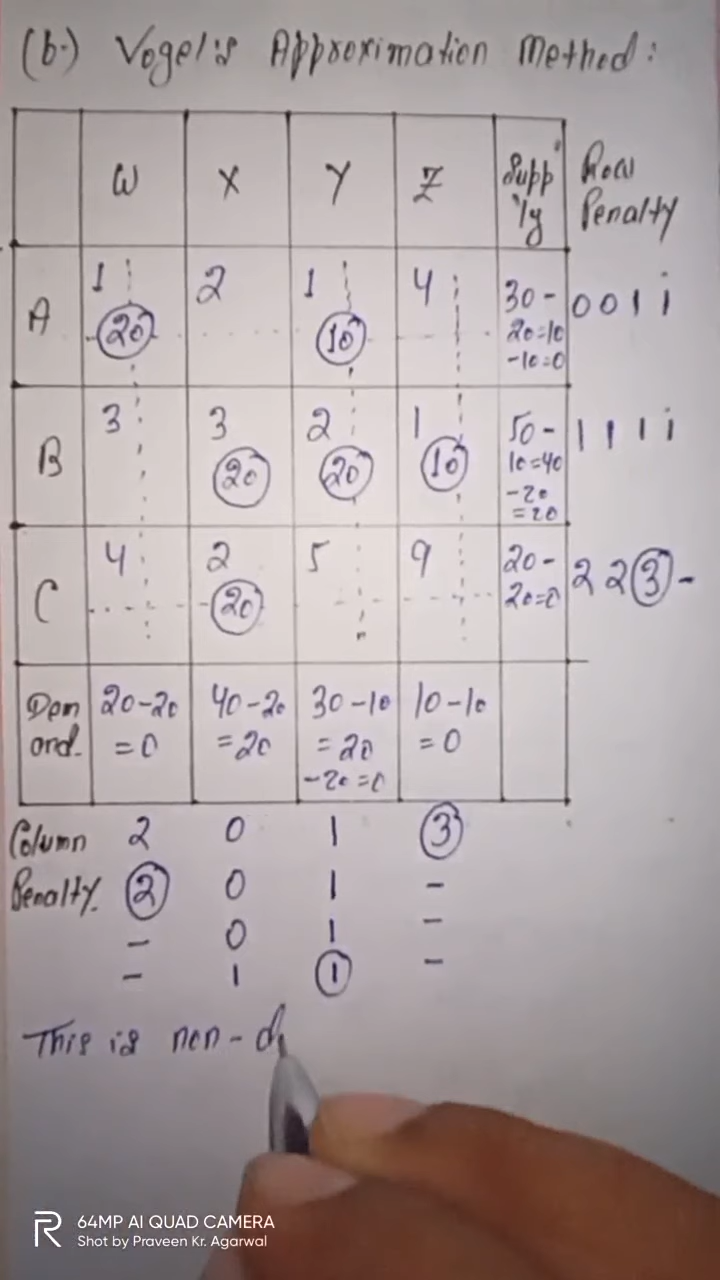 (b.) Vogel's Approximation Method:
W X Y Z Supp ly Row Penalty
A 1 20 2 1 10 4 30- 20=10 -10=0 0 0 1 1
B 3 3 20 2 20 1 10 50- 10=40 -20 =20 1 1 1 1
C 4 2 20 5 9 20- 20=0 2 2 3 -
Dem and. 20-20 =0 40-20 =20 30-10 =20 -20=0 10-10 =0
Column 2 0 1 3
Penalty. 2 0 1 -
- 0 1 -
- 1 1 -
This is non-d
64MP AI QUAD CAMERA
Shot by Praveen Kr. Agarwal